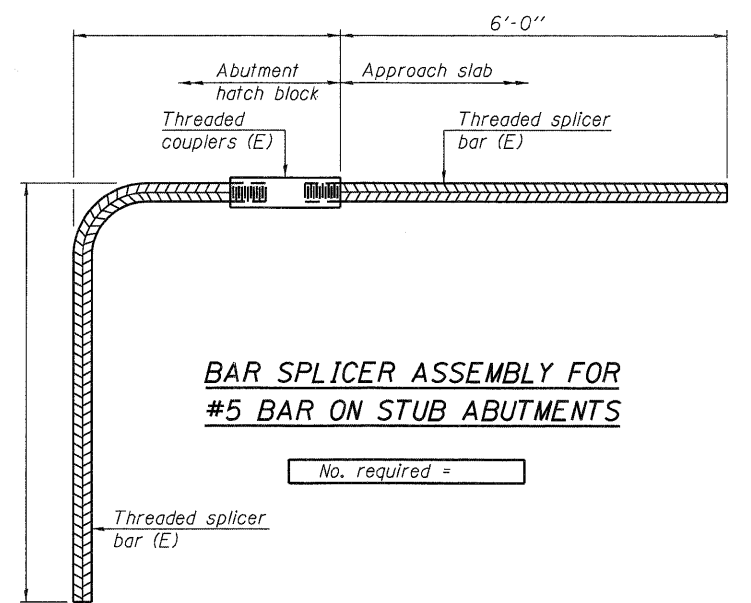 6'-0"
Abutment
hatch block
Approach slab
Threaded
couplers (E)
Threaded splicer
bar (E)
BAR SPLICER ASSEMBLY FOR
#5 BAR ON STUB ABUTMENTS
No. required =
Threaded splicer
bar (E)